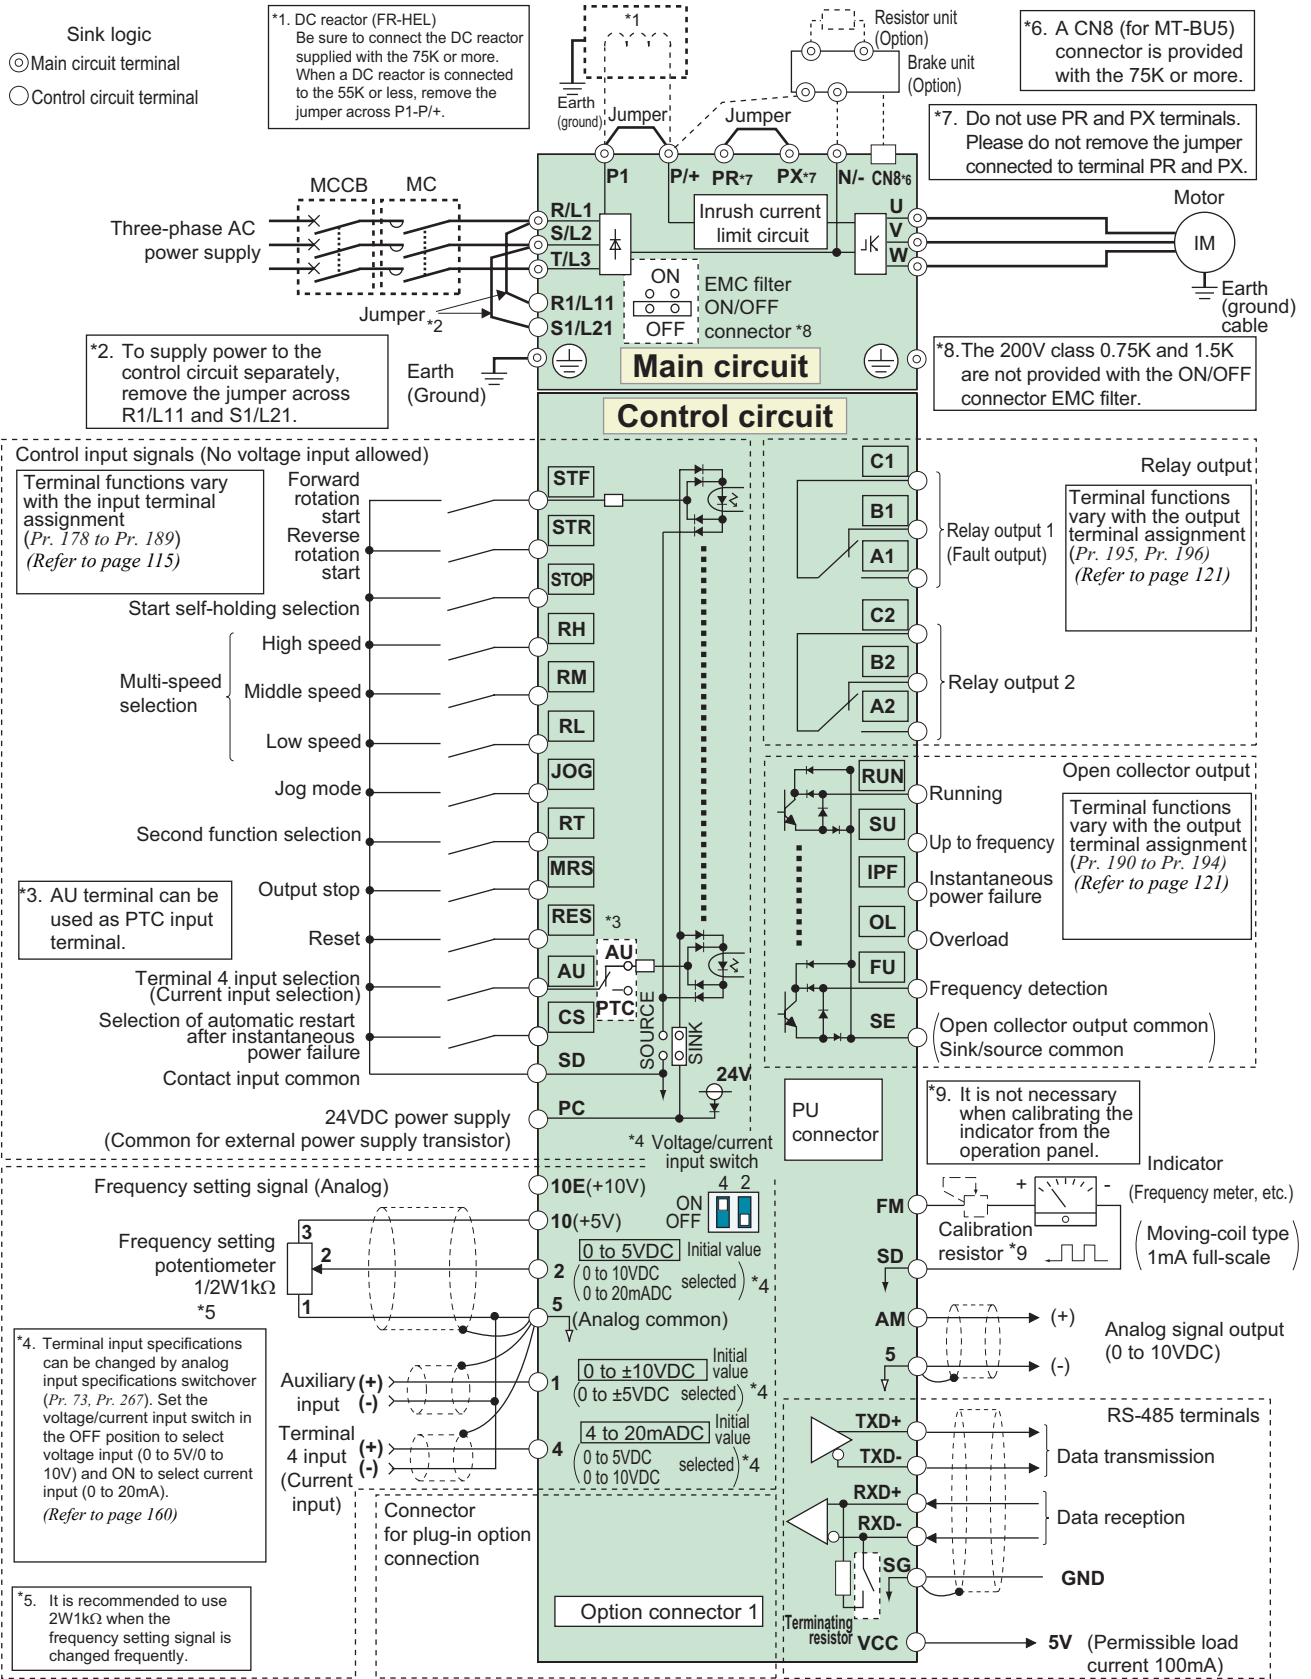 Sink logic
Main circuit terminal
Control circuit terminal
*1. DC reactor (FR-HEL)
Be sure to connect the DC reactor
supplied with the 75K or more.
When a DC reactor is connected
to the 55K or less, remove the
jumper across P1-P/+.
*1
Earth
(ground)
Jumper
Jumper
Resistor unit
(Option)
Brake unit
(Option)
*6. A CN8 (for MT-BU5)
connector is provided
with the 75K or more.
*7. Do not use PR and PX terminals.
Please do not remove the jumper
connected to terminal PR and PX.
P1
P/+
PR*7
PX*7
N/-
CN8*6
MCCB
MC
Three-phase AC
power supply
R/L1
S/L2
T/L3
R1/L11
S1/L21
Jumper
*2
Inrush current
limit circuit
U
V
W
Motor
IM
Earth
(ground)
cable
ON
OFF
EMC filter
ON/OFF
connector *8
*2. To supply power to the
control circuit separately,
remove the jumper across
R1/L11 and S1/L21.
Earth
(Ground)
Main circuit
*8.The 200V class 0.75K and 1.5K
are not provided with the ON/OFF
connector EMC filter.
Control circuit
Control input signals (No voltage input allowed)
Terminal functions vary
with the input terminal
assignment
(Pr. 178 to Pr. 189)
(Refer to page 115)
Forward
rotation
start
Reverse
rotation
start
Start self-holding selection
Multi-speed
selection
High speed
Middle speed
Low speed
Jog mode
Second function selection
Output stop
Reset
Terminal 4 input selection
(Current input selection)
Selection of automatic restart
after instantaneous
power failure
Contact input common
24VDC power supply
(Common for external power supply transistor)
*3. AU terminal can be
used as PTC input
terminal.
STF
STR
STOP
RH
RM
RL
JOG
RT
MRS
RES
AU
CS
SD
PC
*3
AU
PTC
SOURCE
SINK
24V
C1
B1
A1
C2
B2
A2
Relay output
Relay output 1
(Fault output)
Relay output 2
Terminal functions
vary with the output
terminal assignment
(Pr. 195, Pr. 196)
(Refer to page 121)
Open collector output
RUN
SU
IPF
OL
FU
SE
Running
Up to frequency
Instantaneous
power failure
Overload
Frequency detection
(Open collector output common)
Sink/source common
Terminal functions
vary with the output
terminal assignment
(Pr. 190 to Pr. 194)
(Refer to page 121)
PU
connector
*9. It is not necessary
when calibrating the
indicator from the
operation panel.
*4 Voltage/current
input switch
4 2
ON
OFF
Frequency setting signal (Analog)
Frequency setting
potentiometer
1/2W1kΩ
*5
3
2
1
10E(+10V)
10(+5V)
2
0 to 5VDC Initial value
0 to 10VDC
0 to 20mADC
selected
*4
5
(Analog common)
1
0 to ±10VDC
Initial
value
(0 to ±5VDC selected) *4
4
4 to 20mADC
Initial
value
0 to 5VDC
0 to 10VDC
selected
*4
Auxiliary (+)
input (-)
Terminal
4 input
(Current
input)
(+)
(-)
*4. Terminal input specifications
can be changed by analog
input specifications switchover
(Pr. 73, Pr. 267). Set the
voltage/current input switch in
the OFF position to select
voltage input (0 to 5V/0 to
10V) and ON to select current
input (0 to 20mA).
(Refer to page 160)
*5. It is recommended to use
2W1kΩ when the
frequency setting signal is
changed frequently.
Connector
for plug-in option
connection
Option connector 1
FM
SD
AM
5
+
-
Indicator
(Frequency meter, etc.)
Calibration
resistor *9
(Moving-coil type
1mA full-scale)
(+)
(-)
Analog signal output
(0 to 10VDC)
RS-485 terminals
TXD+
TXD-
RXD+
RXD-
SG
VCC
Data transmission
Data reception
GND
Terminating
resistor
5V (Permissible load
current 100mA)